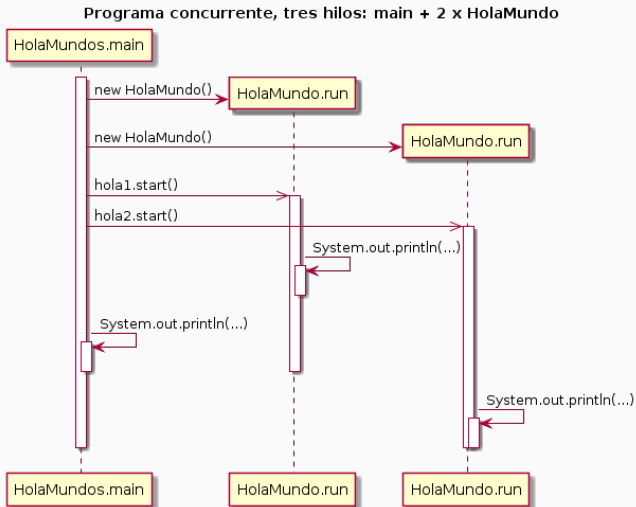 Programa concurrente, tres hilos: main + 2 x HolaMundo
HolaMundos.main
new HolaMundo()
HolaMundo.run
new HolaMundo()
HolaMundo.run
hola1.start()
hola2.start()
System.out.println(...)
System.out.println(...)
System.out.println(...)
HolaMundos.main
HolaMundo.run
HolaMundo.run